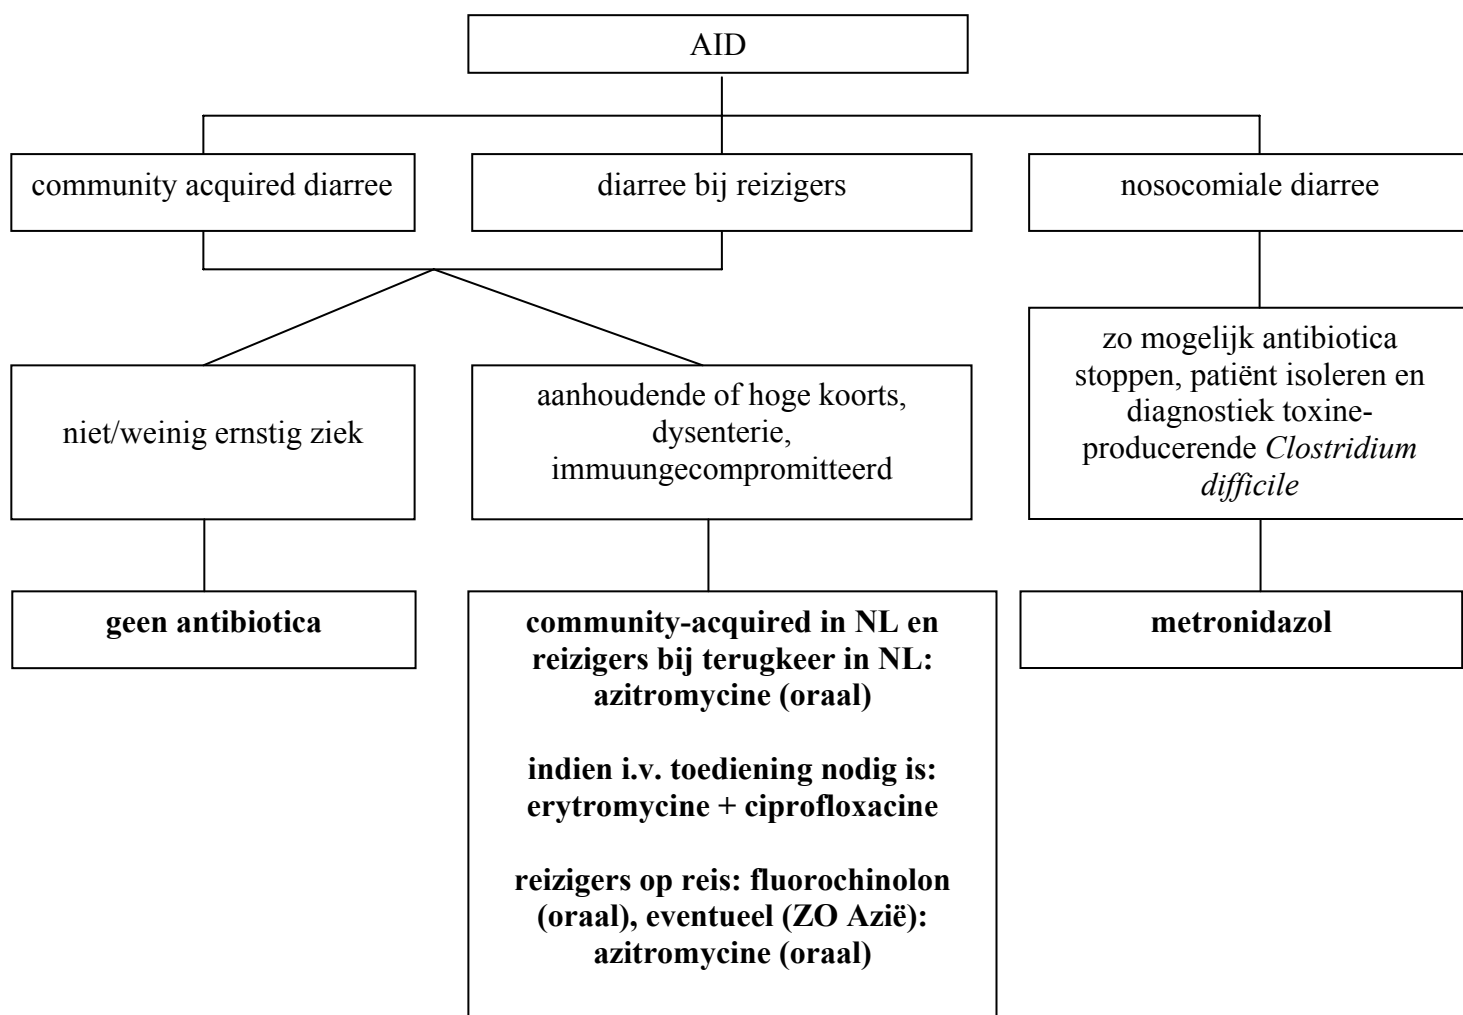 AID
community acquired diarree
diarree bij reizigers
nosocomiale diarree
niet/weinig ernstig ziek
aanhoudende of hoge koorts,
dysenterie,
immuungecompromitteerd
zo mogelijk antibiotica
stoppen, patiënt isoleren en
diagnostiek toxine-
producerende Clostridium
difficile
geen antibiotica
community-acquired in NL en
reizigers bij terugkeer in NL:
azitromycine (oraal)
indien i.v. toediening nodig is:
erytromycine + ciprofloxacine
reizigers op reis: fluorochinolon
(oraal), eventueel (ZO Azië):
azitromycine (oraal)
metronidazol